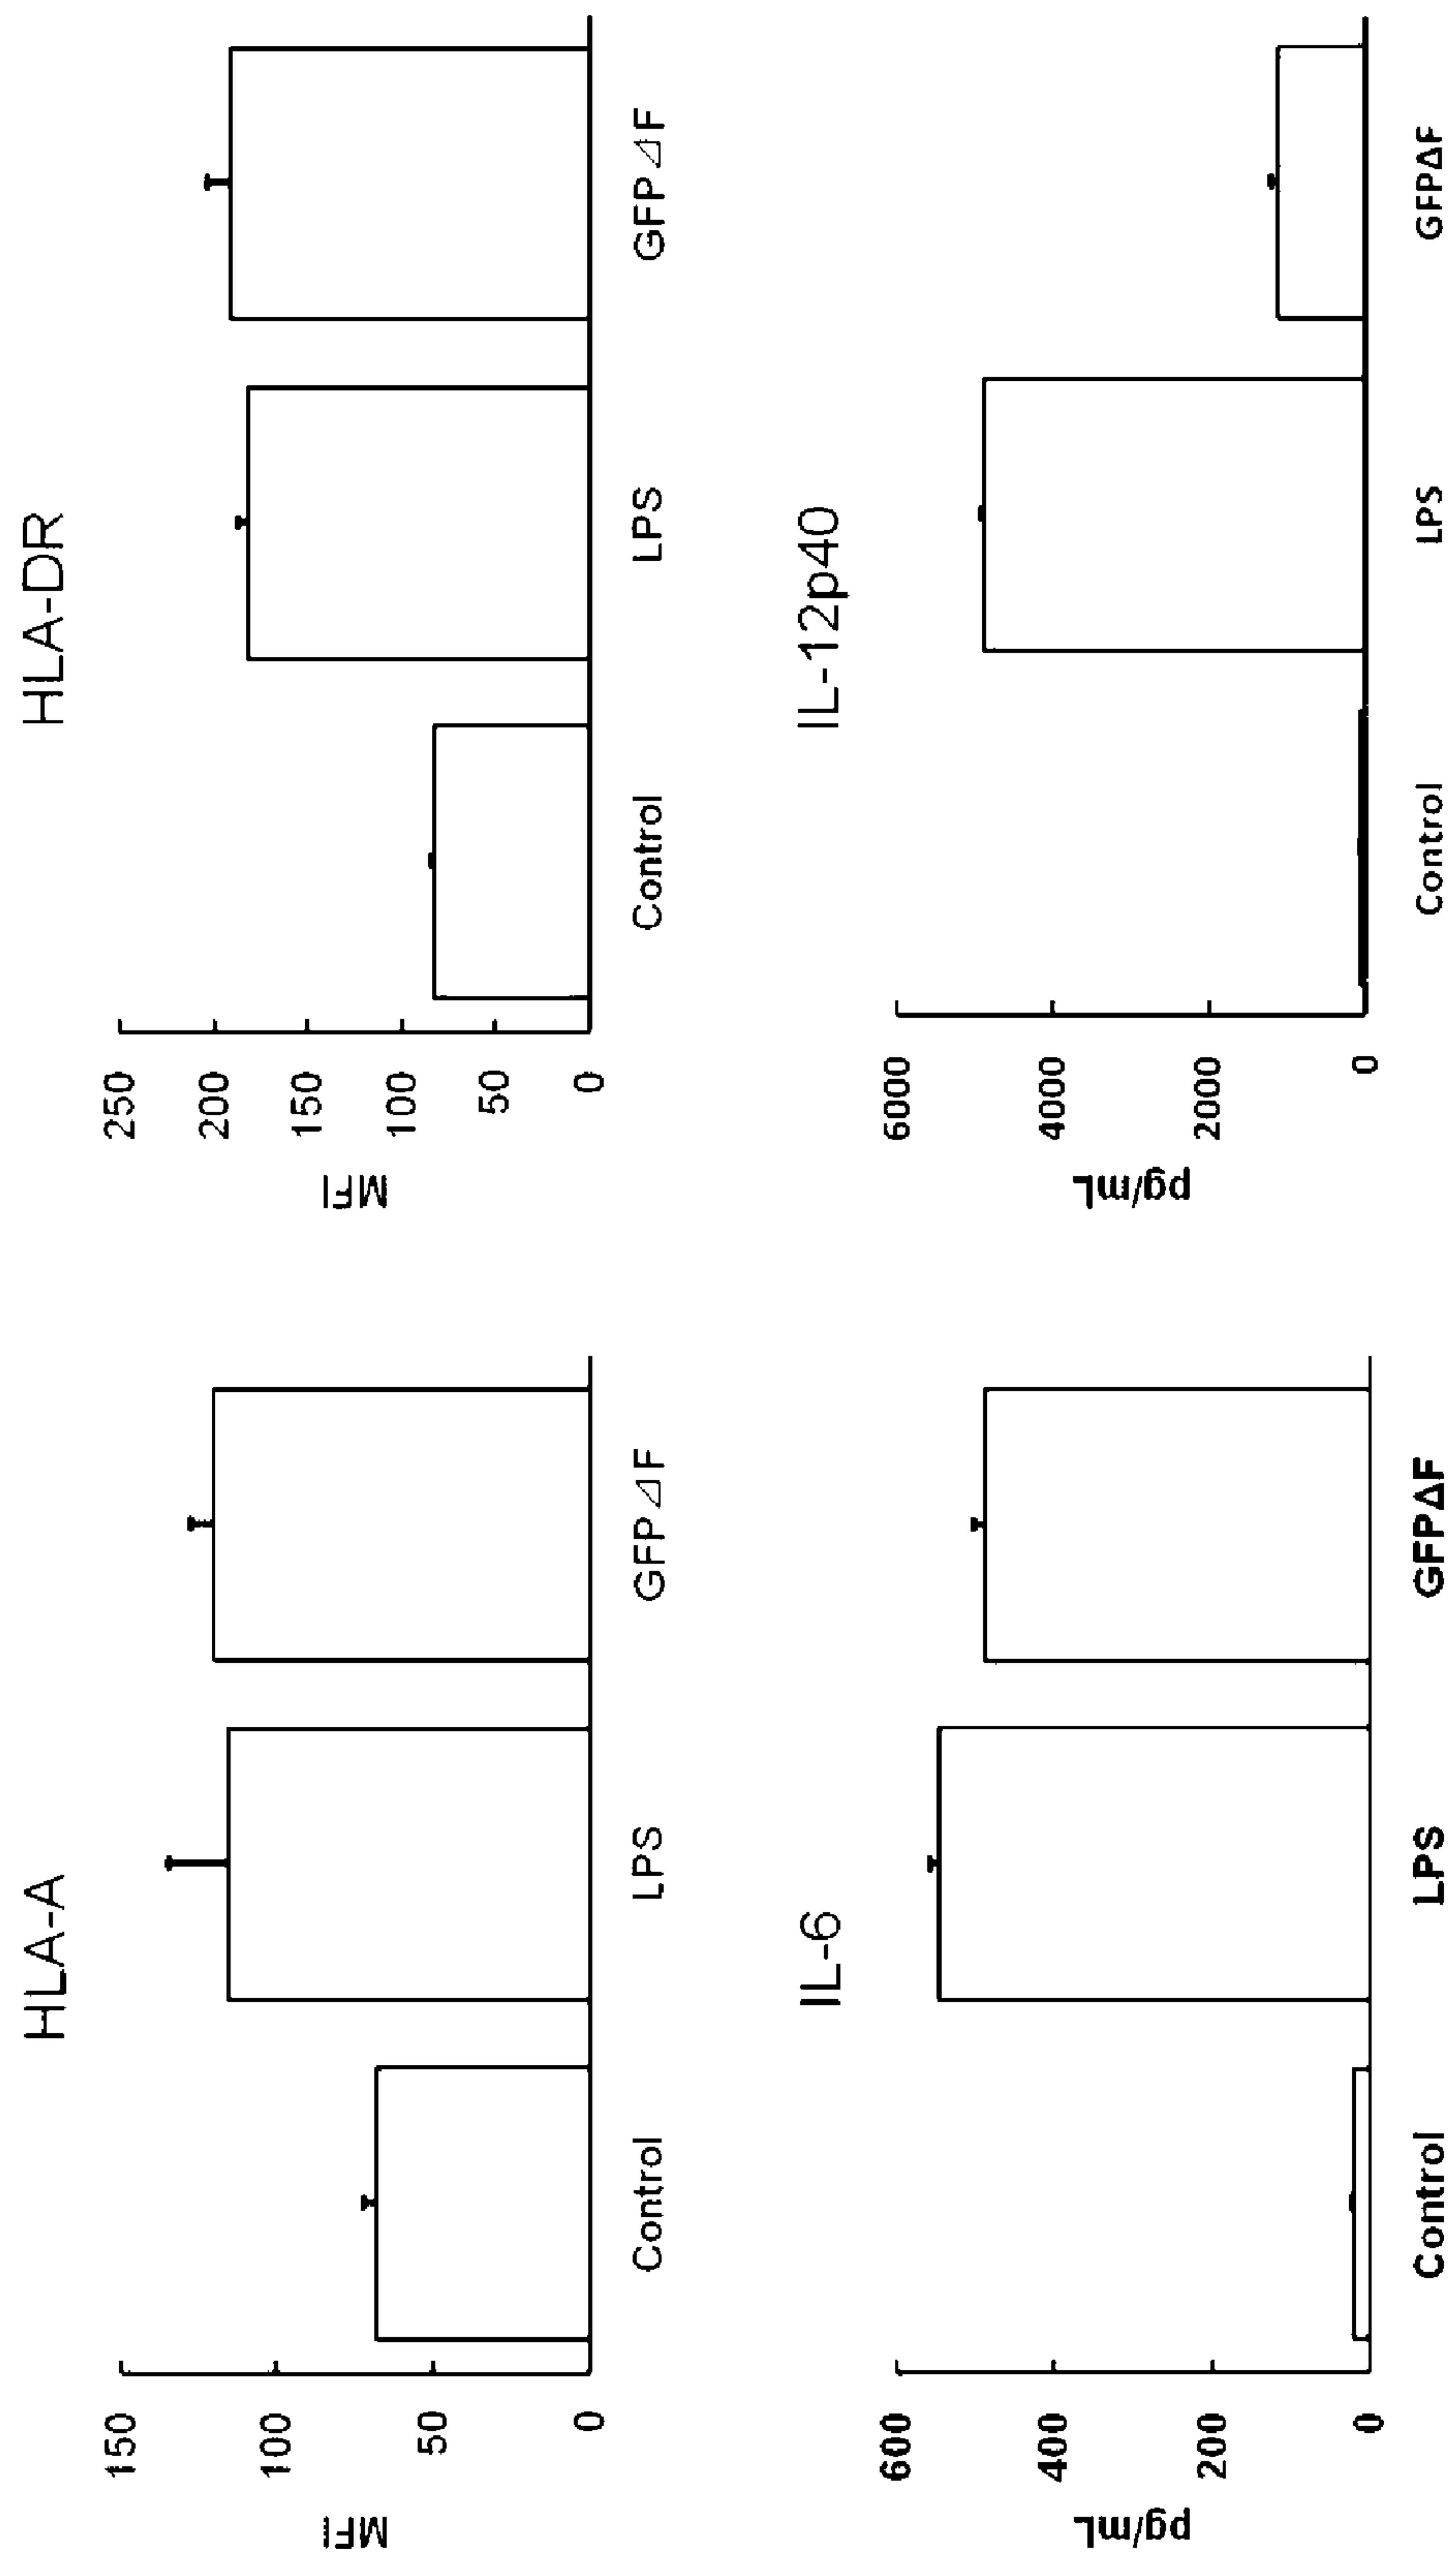 HLA-A
MFI
150
100
50
0
Control
LPS
GFP⊿F
HLA-DR
MFI
250
200
150
100
50
0
Control
LPS
GFP⊿F
IL-6
pg/mL
600
400
200
0
Control
LPS
GFPΔF
IL-12p40
pg/mL
6000
4000
2000
0
Control
LPS
GFPΔF